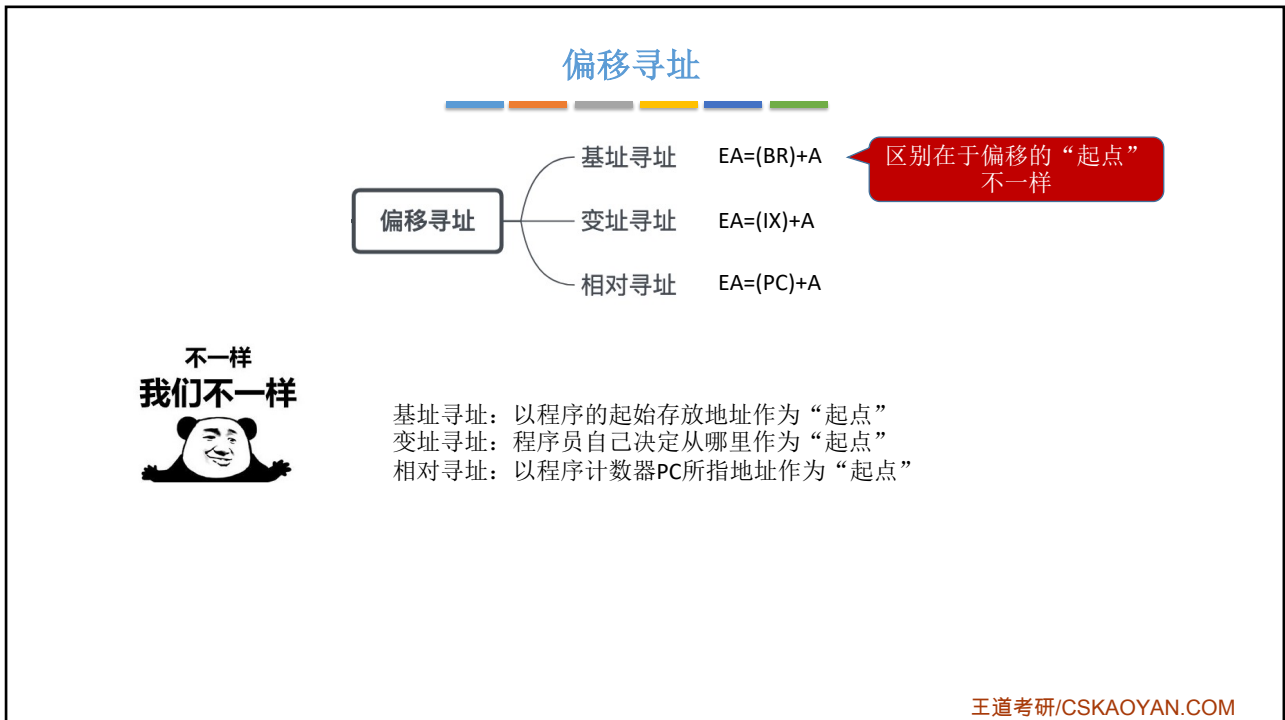 偏移寻址
基址寻址 EA=(BR)+A
区别在于偏移的“起点”
不一样
偏移寻址
变址寻址 EA=(IX)+A
相对寻址 EA=(PC)+A
不一样
我们不一样
基址寻址：以程序的起始存放地址作为“起点”
变址寻址：程序员自己决定从哪里作为“起点”
相对寻址：以程序计数器PC所指地址作为“起点”
王道考研/CSKAOYAN.COM